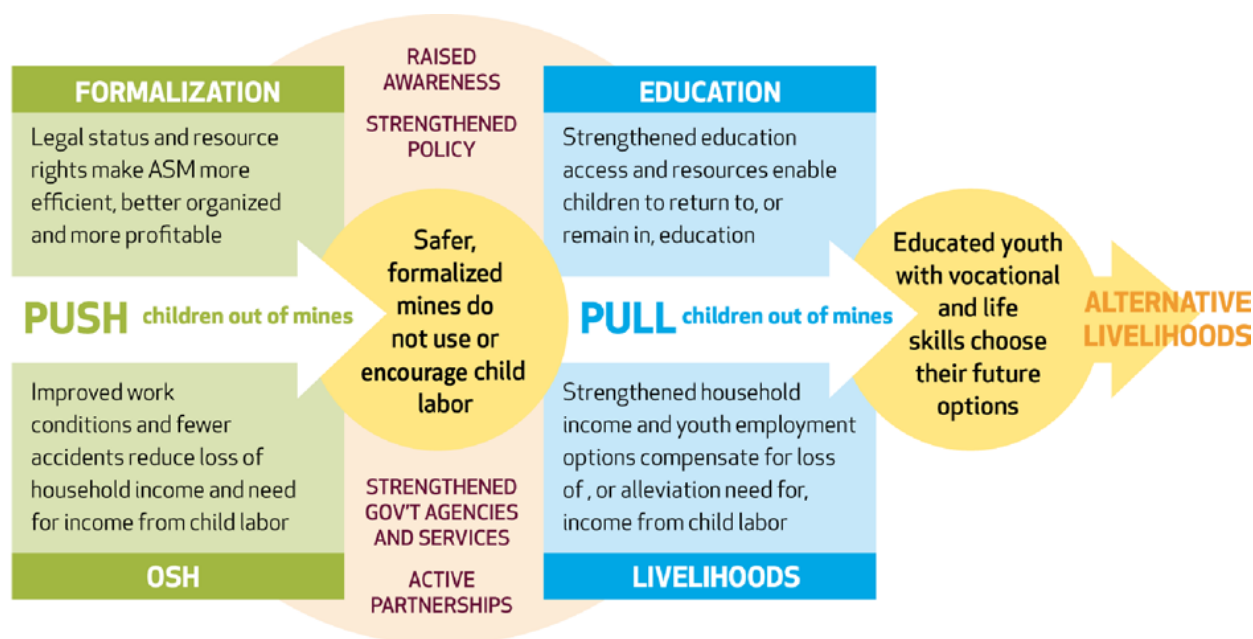 FORMALIZATION
Legal status and resource
rights make ASM more
efficient, better organized
and more profitable
PUSH children out of mines
Improved work
conditions and fewer
accidents reduce loss of
household income and need
for income from child labor
OSH
RAISED
AWARENESS
STRENGTHENED
POLICY
Safer,
formalized
mines do
not use or
encourage child
labor
STRENGTHENED
GOV'T AGENCIES
AND SERVICES
ACTIVE
PARTNERSHIPS
EDUCATION
Strengthened education
access and resources enable
children to return to, or
remain in, education
PULL children out of mines
Strengthened household
income and youth employment
options compensate for loss
of , or alleviation need for,
income from child labor
LIVELIHOODS
Educated youth
with vocational
and life
skills choose
their future
options
ALTERNATIVE
LIVELIHOODS